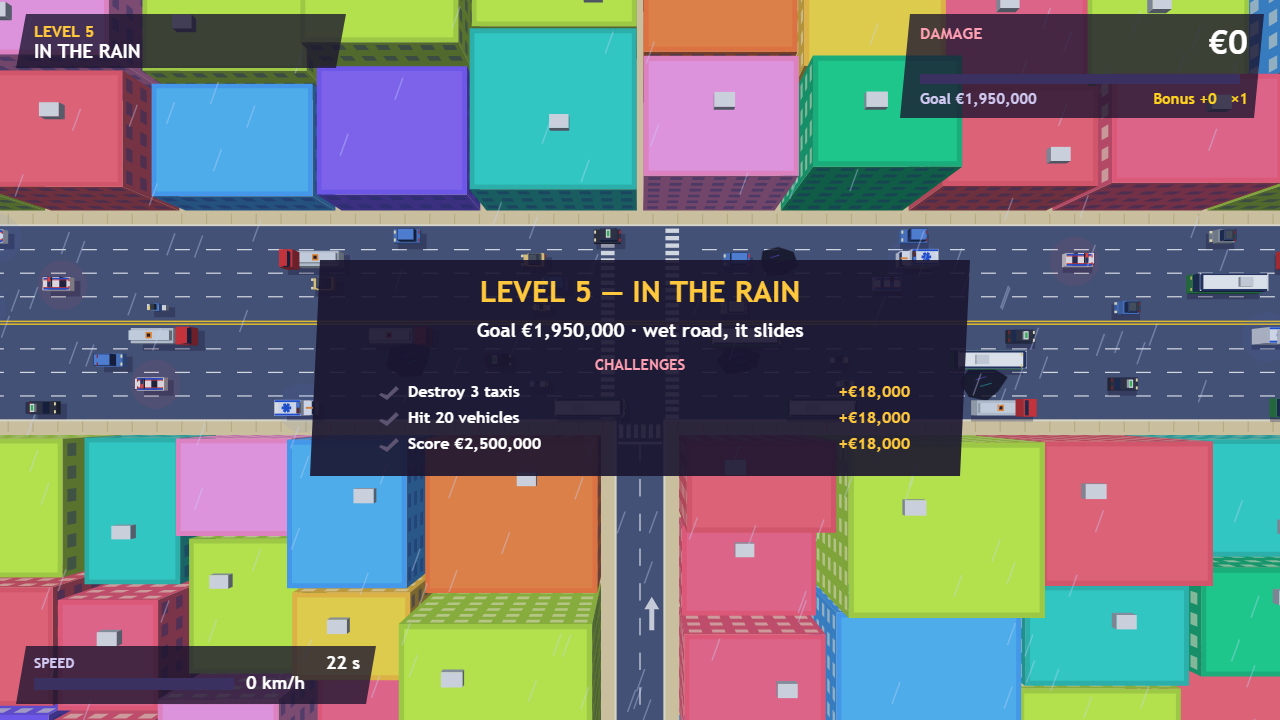 LEVEL 5
IN THE RAIN
DAMAGE
€0
Goal €1,950,000
Bonus +0 ×1
LEVEL 5 — IN THE RAIN
Goal €1,950,000 · wet road, it slides
CHALLENGES
Destroy 3 taxis +€18,000
Hit 20 vehicles +€18,000
Score €2,500,000 +€18,000
SPEED
22 s
0 km/h